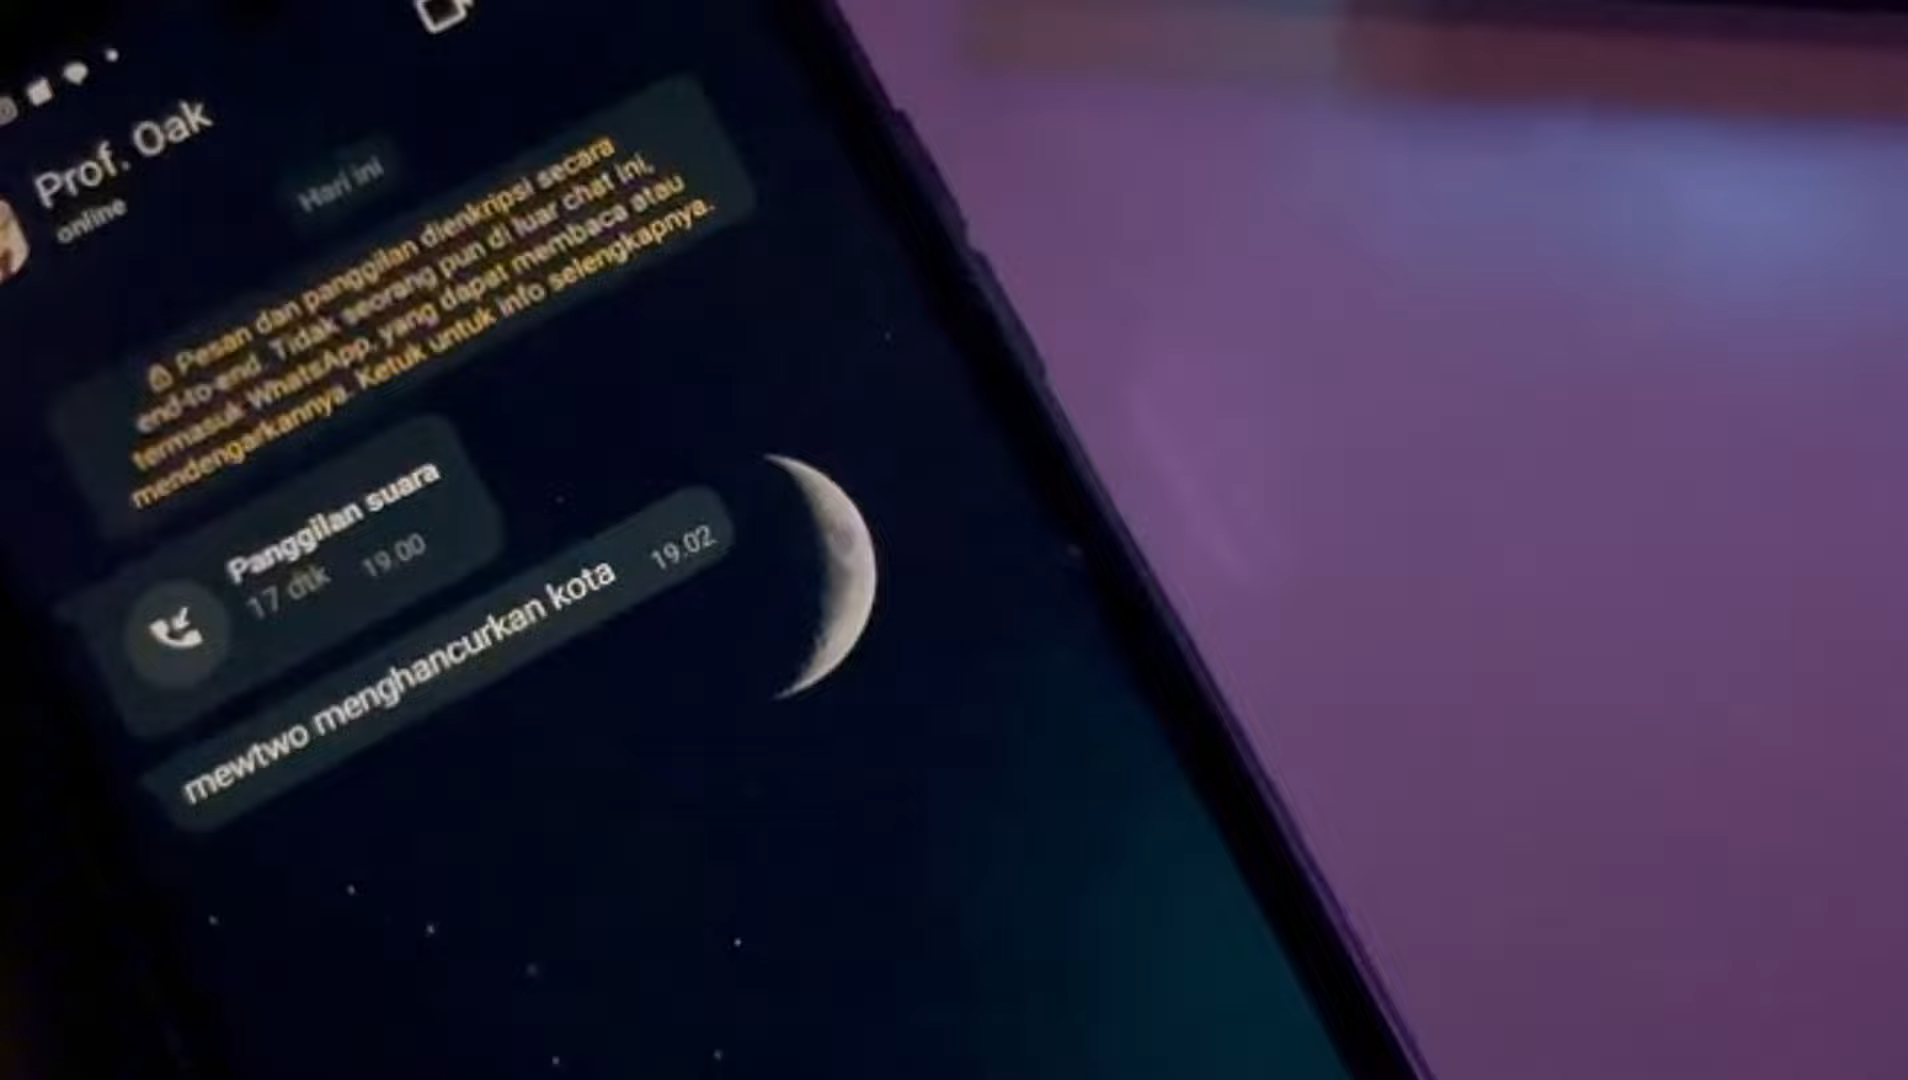 Prof. Oak
online
Hari ini
Pesan dan panggilan dienkripsi secara
end-to-end. Tidak seorang pun di luar chat ini,
termasuk WhatsApp, yang dapat membaca atau
mendengarkannya. Ketuk untuk info selengkapnya.
Panggilan suara
17 dtk 19.00
mewtwo menghancurkan kota 19.02